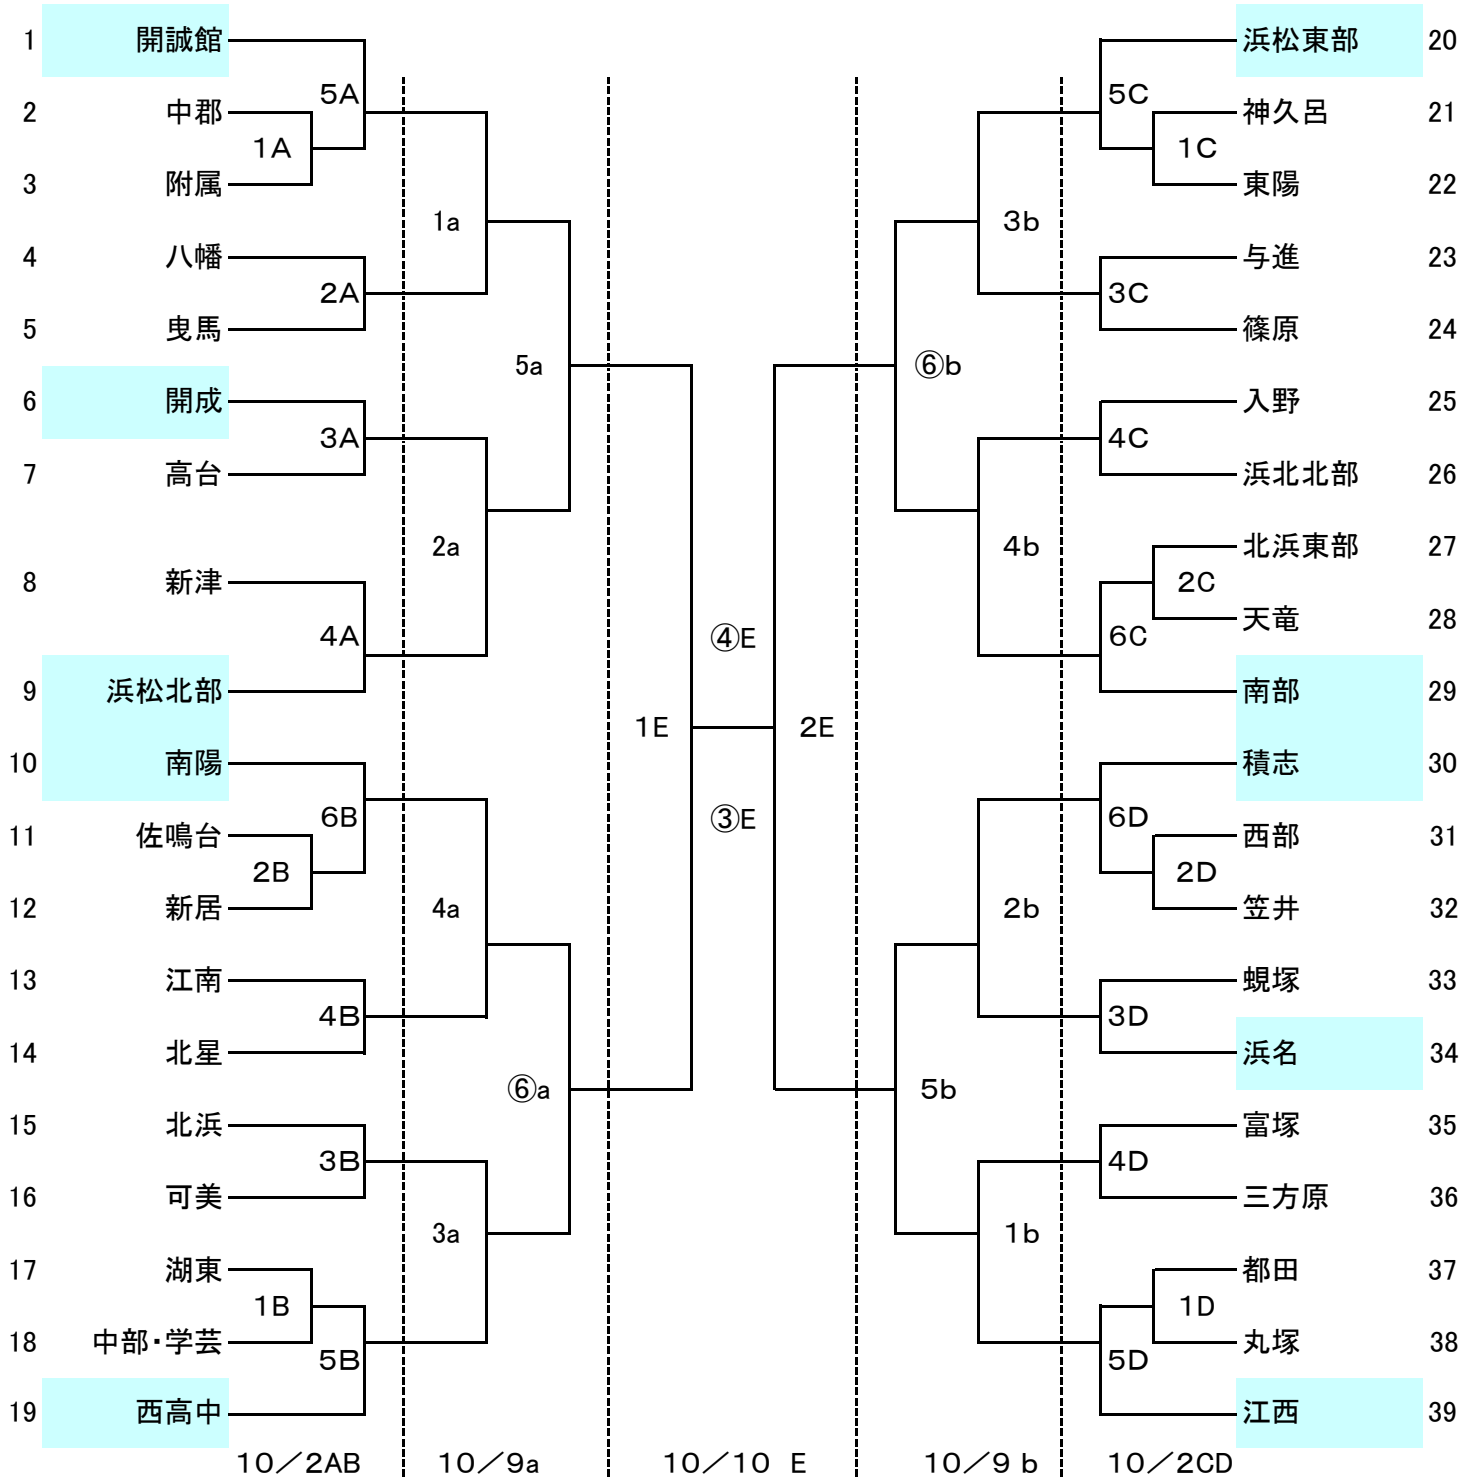 1 開誠館 浜松東部 20
5A 5C
2 中郡 神久呂 21
1A 1C
3 附属 東陽 22
1a 3b
4 八幡 与進 23
2A 3C
5 曳馬 篠原 24
5a ⑥b
6 開成 入野 25
3A 4C
7 高台 浜北北部 26
2a 4b 北浜東部 27
8 新津 2C
天竜 28
4A ④E 6C
9 浜松北部 南部 29
1E 2E
10 南陽 積志 30
6B ③E 6D
11 佐鳴台 西部 31
2B 2D
12 新居 4a 2b 笠井 32
13 江南 蜆塚 33
4B 3D
14 北星 浜名 34
⑥a 5b
15 北浜 富塚 35
3B 4D
16 可美 三方原 36
3a 1b
17 湖東 都田 37
1B 1D
18 中部・学芸 丸塚 38
5B 5D
19 西高中 江西 39
10／2AB 10／9a 10／10 E 10／9 b 10／2CD